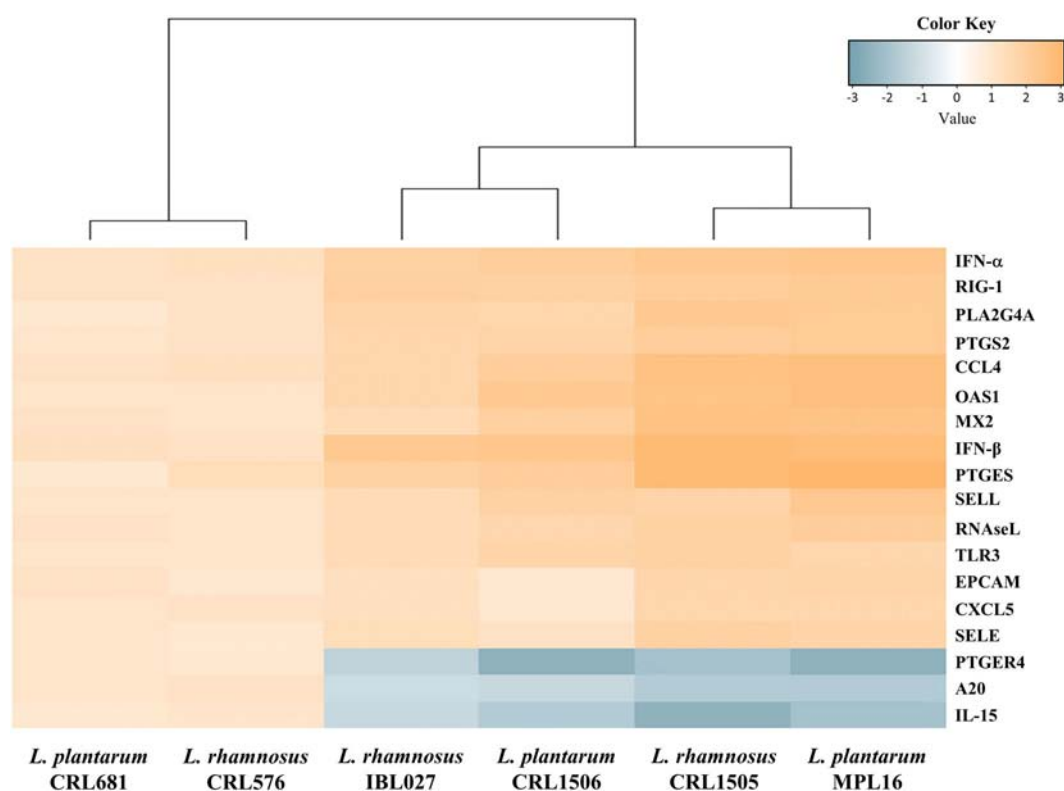 Color Key
-3 -2 -1 0 1 2 3
Value
IFN-α
RIG-1
PLA2G4A
PTGS2
CCL4
OAS1
MX2
IFN-β
PTGES
SELL
RNAseL
TLR3
EPCAM
CXCL5
SELE
PTGER4
A20
IL-15
L. plantarum L. rhamnosus L. rhamnosus L. plantarum L. rhamnosus L. plantarum
CRL681 CRL576 IBL027 CRL1506 CRL1505 MPL16